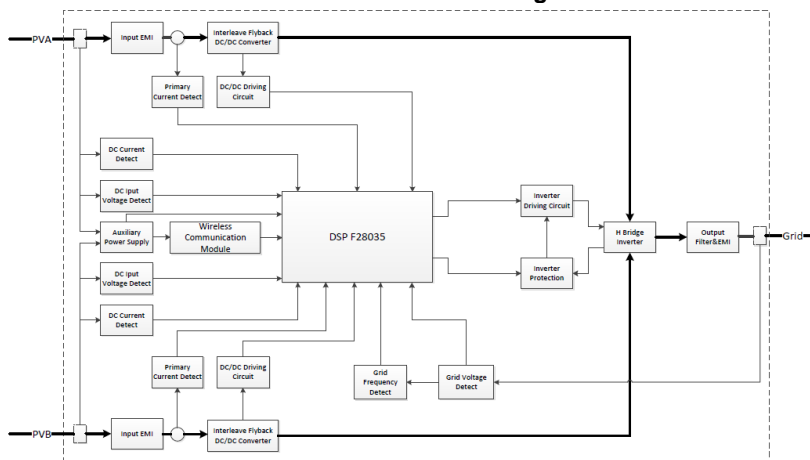 PVA
Input EMI
Interleave Flyback
DC/DC Converter
Primary
Current Detect
DC/DC Driving
Circuit
DC Current
Detect
DC Iput
Voltage Detect
Auxiliary
Power Supply
Wireless
Communication
Module
DSP F28035
Inverter
Driving Circuit
H Bridge
Inverter
Output
Filter&EMI
Grid
Inverter
Protection
DC Iput
Voltage Detect
DC Current
Detect
Primary
Current Detect
DC/DC Driving
Circuit
Grid
Frequency
Detect
Grid Voltage
Detect
PVB
Input EMI
Interleave Flyback
DC/DC Converter